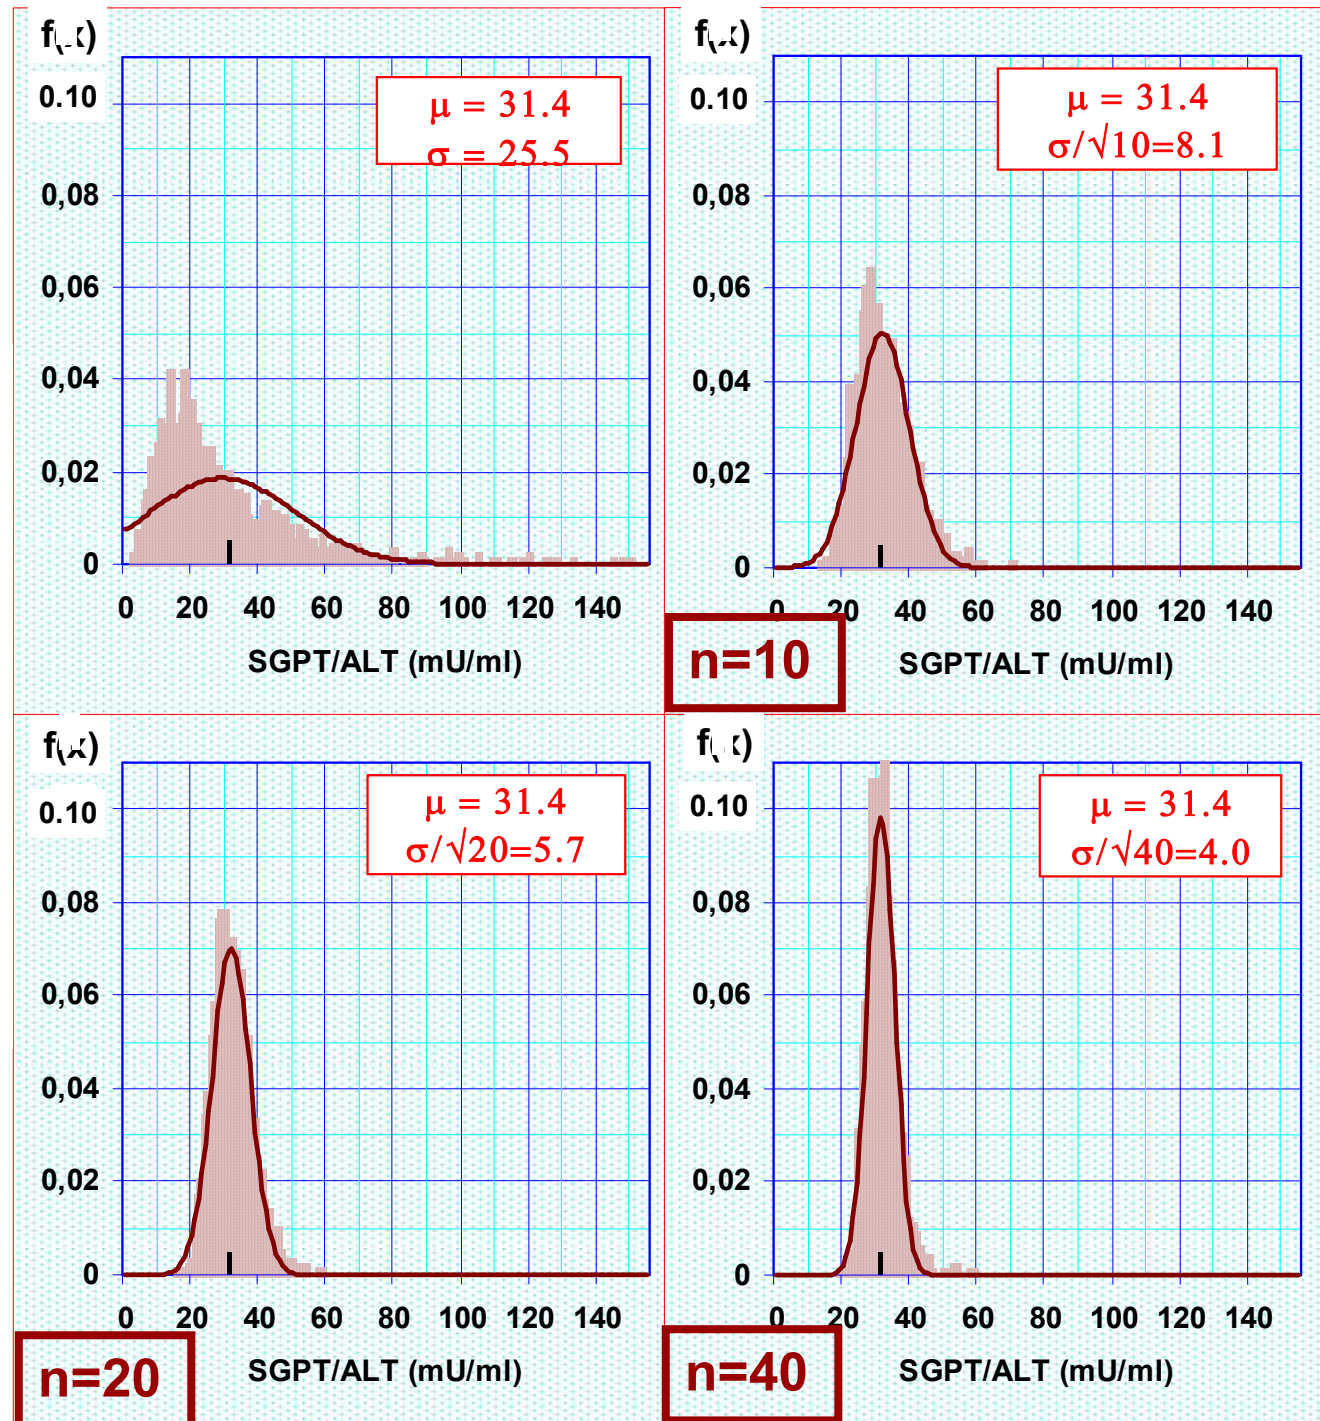 f(x)
μ = 31.4
σ = 25.5
0.10
0,08
0,06
0,04
0,02
0
0 20 40 60 80 100 120 140
SGPT/ALT (mU/ml)
f(x)
μ = 31.4
σ/√10=8.1
0.10
0,08
0,06
0,04
0,02
0
0 20 40 60 80 100 120 140
n=10
SGPT/ALT (mU/ml)
f(x)
μ = 31.4
σ/√20=5.7
0.10
0,08
0,06
0,04
0,02
0
0 20 40 60 80 100 120 140
n=20
SGPT/ALT (mU/ml)
f(x)
μ = 31.4
σ/√40=4.0
0.10
0,08
0,06
0,04
0,02
0
0 20 40 60 80 100 120 140
n=40
SGPT/ALT (mU/ml)